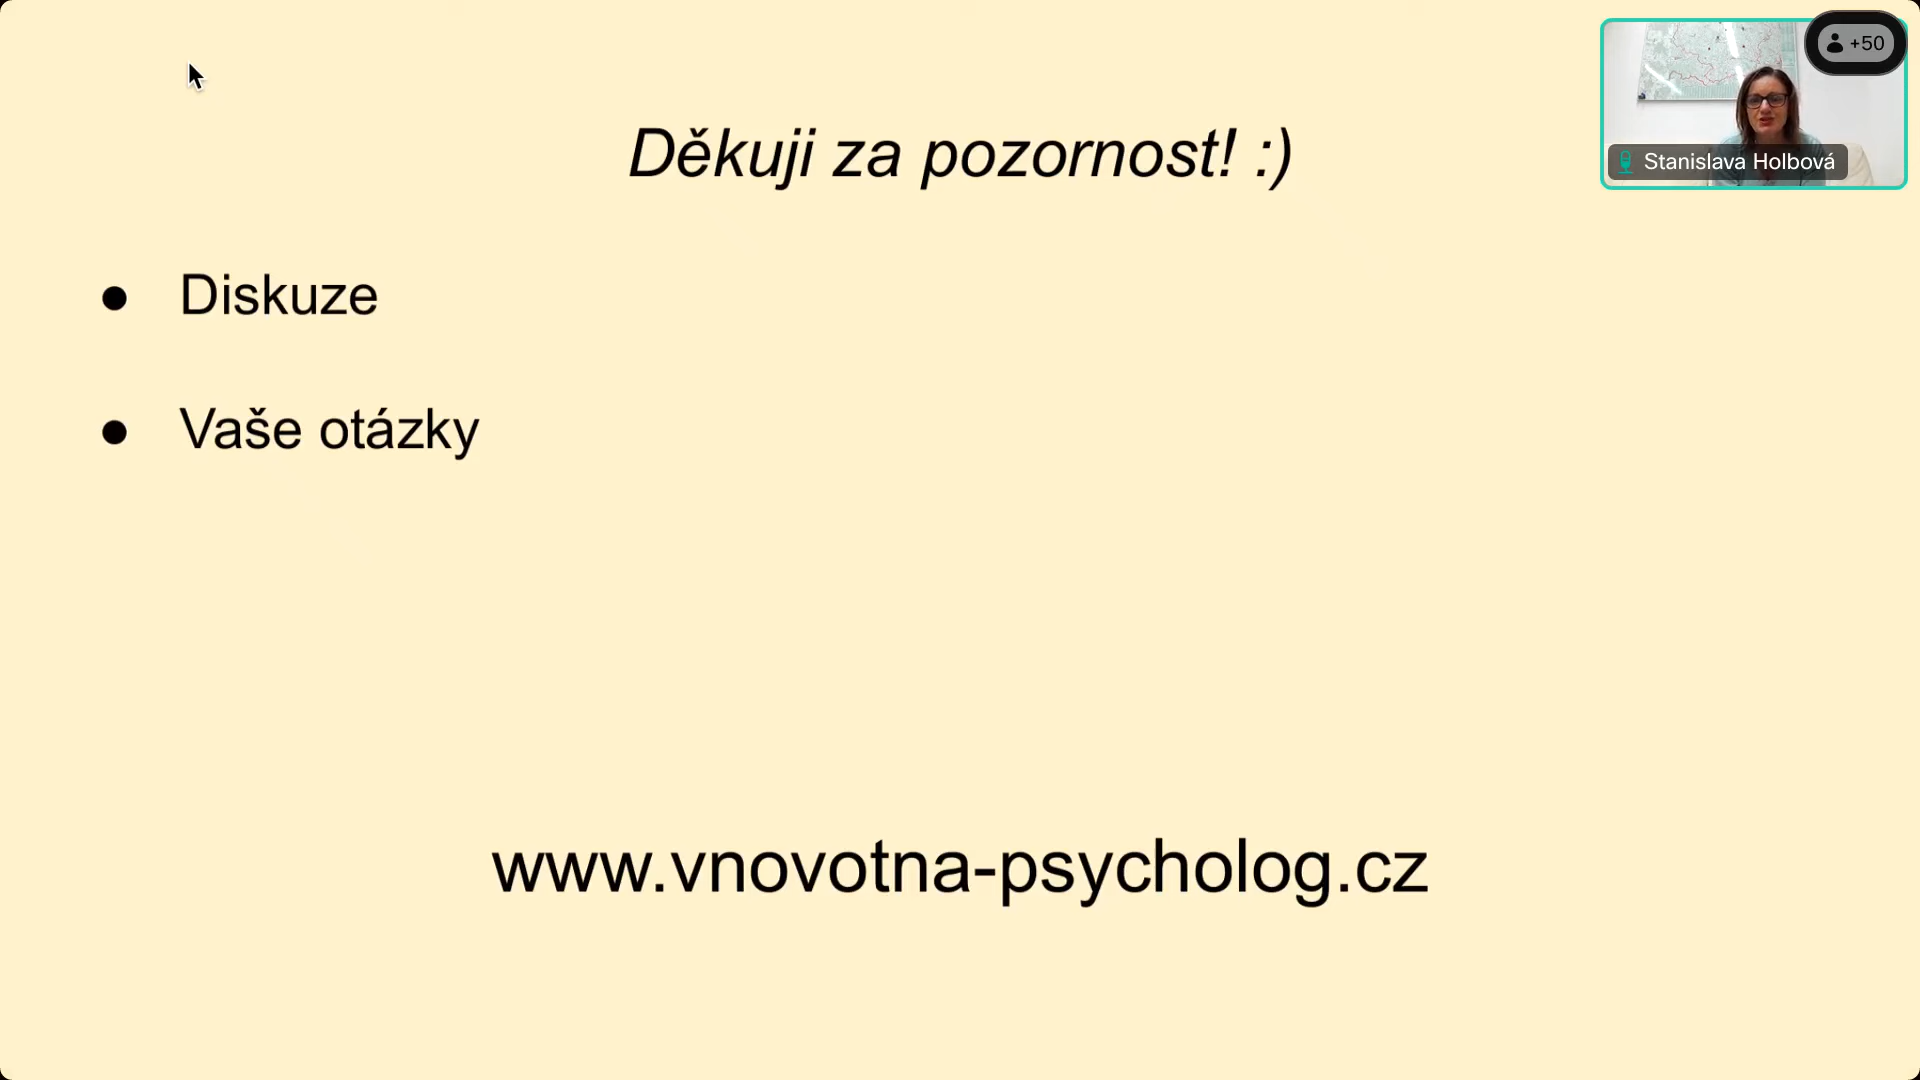 +50
Děkuji za pozornost! :)
Stanislava Holbová
● Diskuze
● Vaše otázky
www.vnovotna-psycholog.cz